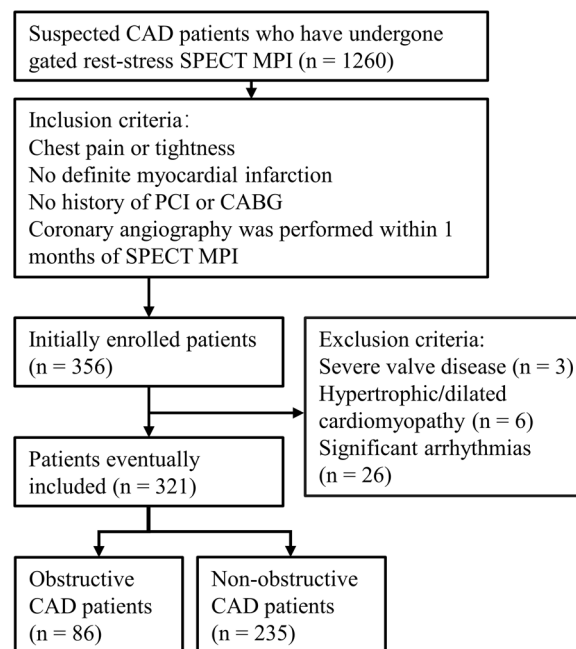 Suspected CAD patients who have undergone
gated rest-stress SPECT MPI (n = 1260)
Inclusion criteria:
Chest pain or tightness
No definite myocardial infarction
No history of PCI or CABG
Coronary angiography was performed within 1
months of SPECT MPI
Initially enrolled patients
(n = 356)
Exclusion criteria:
Severe valve disease (n = 3)
Hypertrophic/dilated
cardiomyopathy (n = 6)
Significant arrhythmias
(n = 26)
Patients eventually
included (n = 321)
Obstructive
CAD patients
(n = 86)
Non-obstructive
CAD patients
(n = 235)